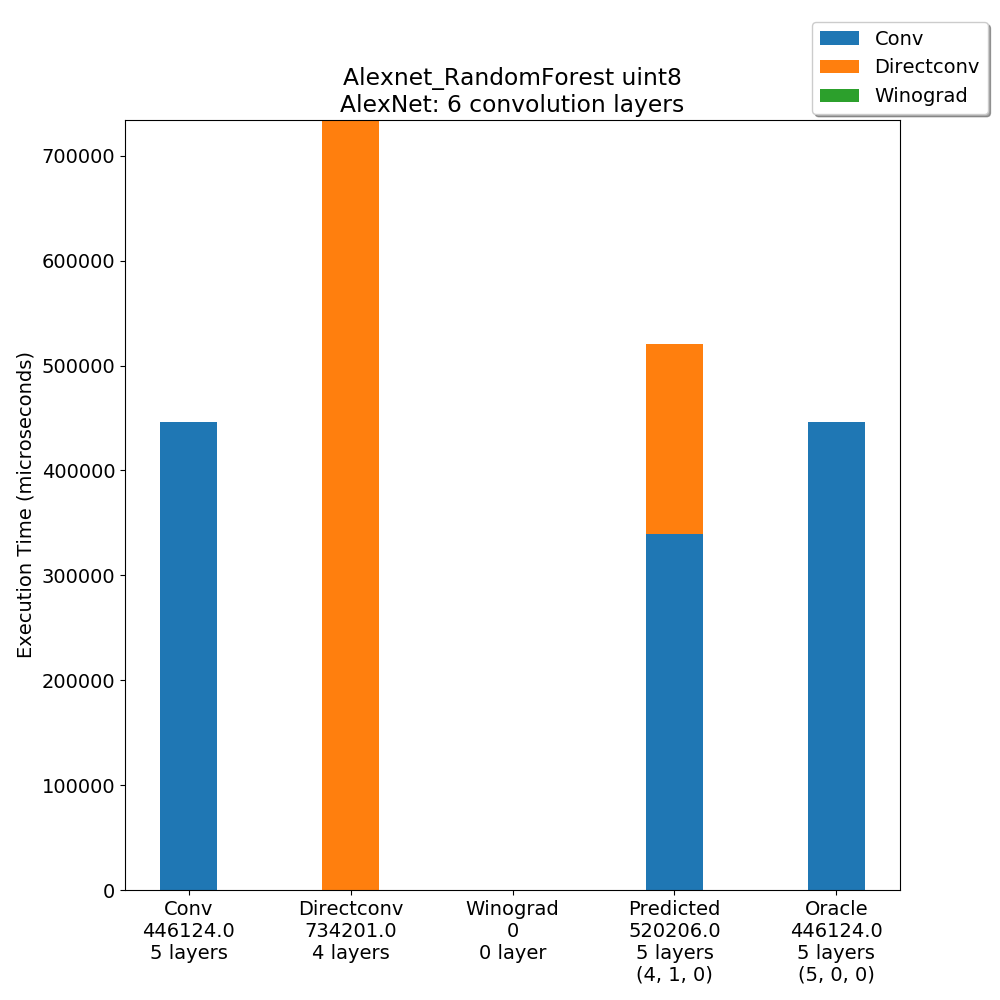 Conv
Directconv
Winograd
Alexnet_RandomForest uint8
AlexNet: 6 convolution layers
Execution Time (microseconds)
700000
600000
500000
400000
300000
200000
100000
0
Conv
446124.0
5 layers
Directconv
734201.0
4 layers
Winograd
0
0 layer
Predicted
520206.0
5 layers
(4, 1, 0)
Oracle
446124.0
5 layers
(5, 0, 0)